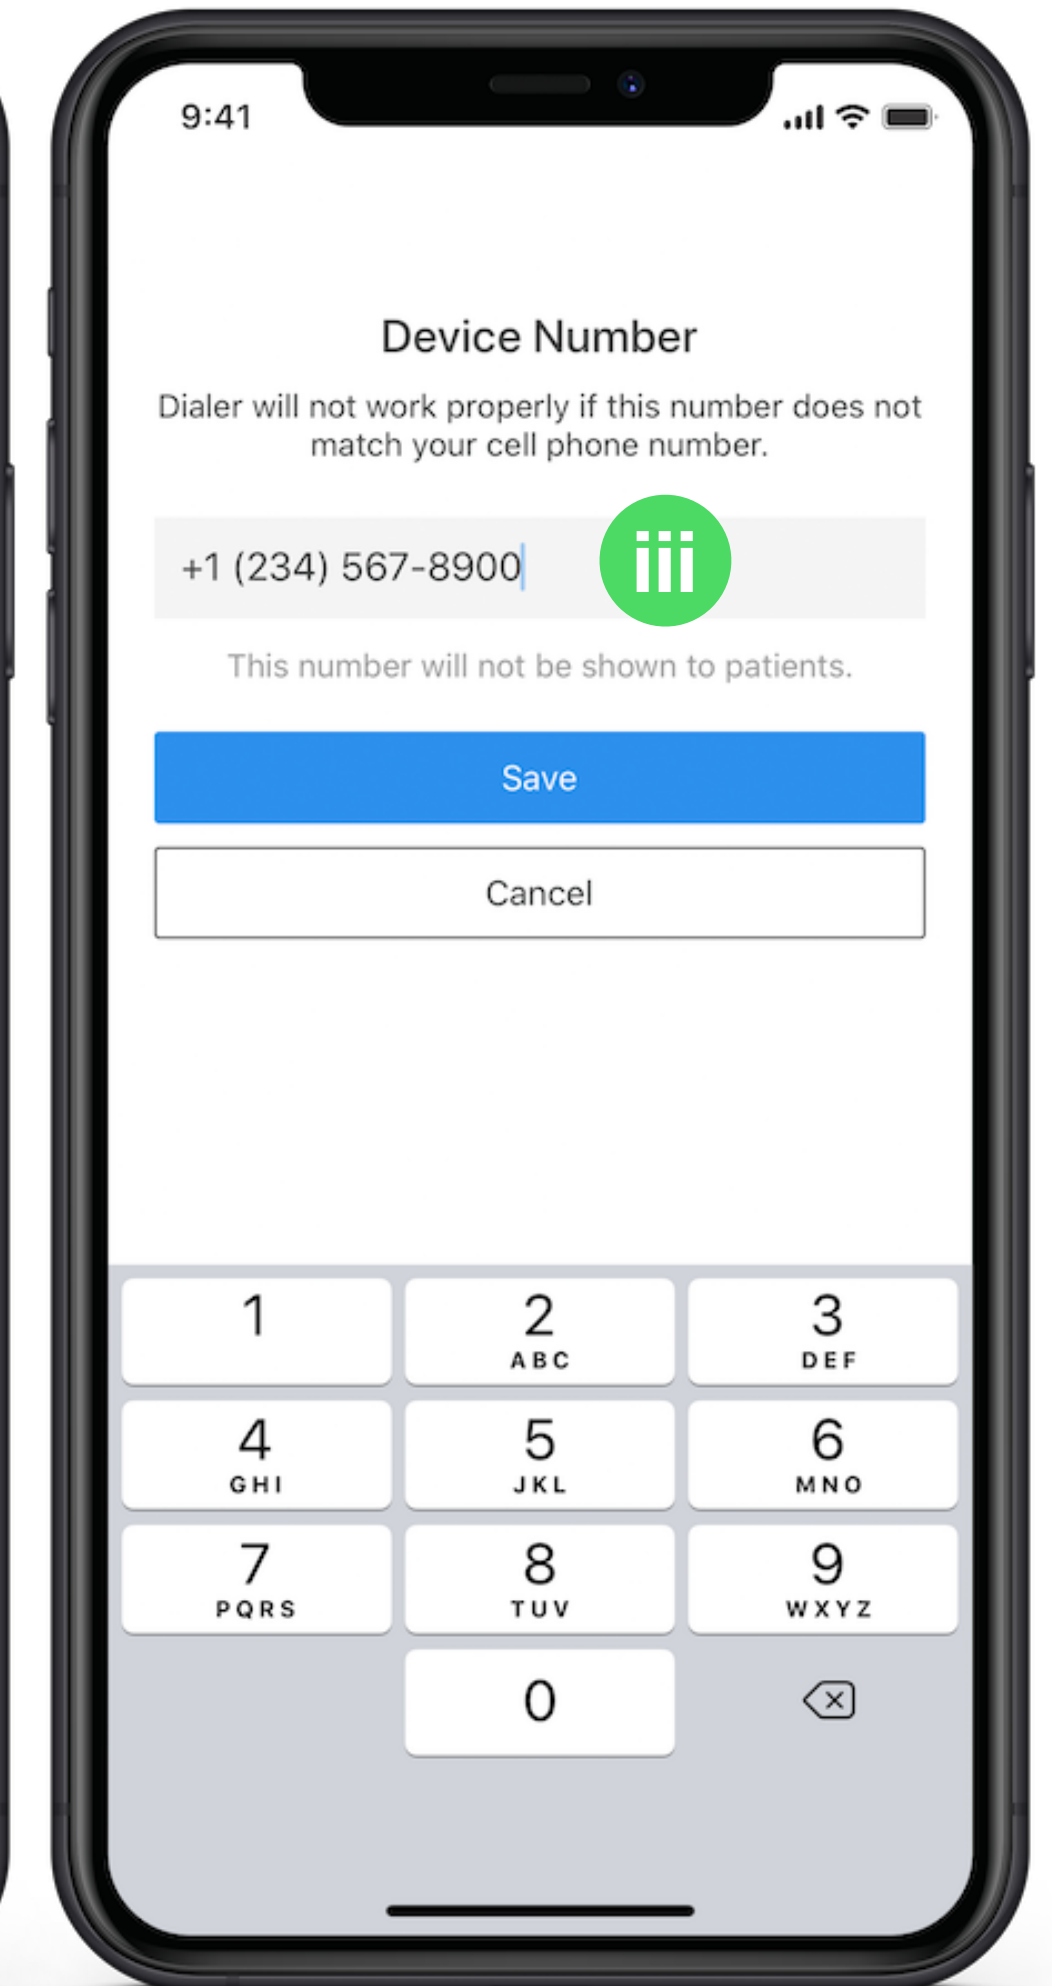 9:41
Device Number
Dialer will not work properly if this number does not
match your cell phone number.
+1 (234) 567-8900
iii
This number will not be shown to patients.
Save
Cancel
1
2
ABC
3
DEF
4
GHI
5
JKL
6
MNO
7
PQRS
8
TUV
9
WXYZ
0